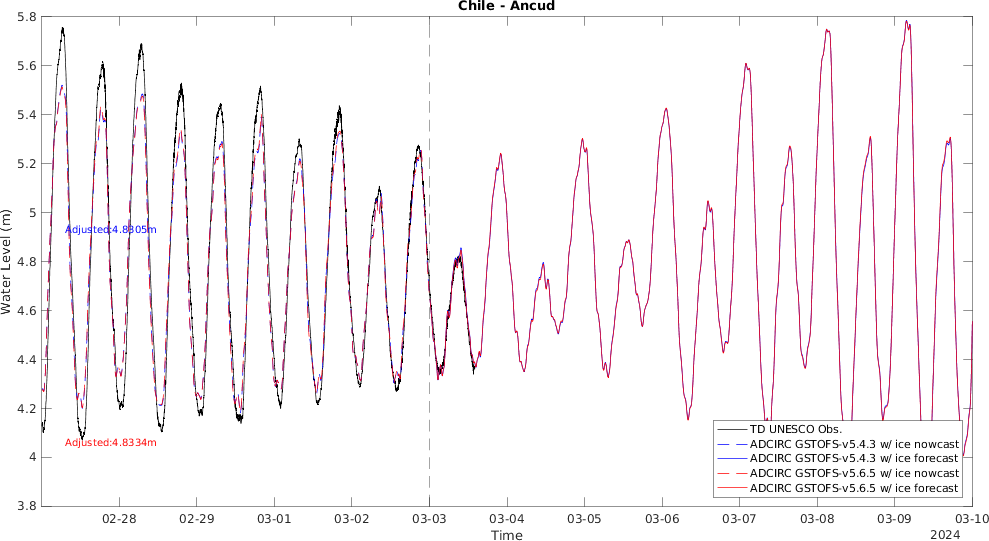 Chile - Ancud
Water Level (m)
5.8
5.6
5.4
5.2
5
4.8
4.6
4.4
4.2
4
3.8
Adjusted:4.8305m
Adjusted:4.8334m
TD UNESCO Obs.
ADCIRC GSTOFS-v5.4.3 w/ ice nowcast
ADCIRC GSTOFS-v5.4.3 w/ ice forecast
ADCIRC GSTOFS-v5.6.5 w/ ice nowcast
ADCIRC GSTOFS-v5.6.5 w/ ice forecast
02-28 02-29 03-01 03-02 03-03 03-04 03-05 03-06 03-07 03-08 03-09 03-10
Time
2024